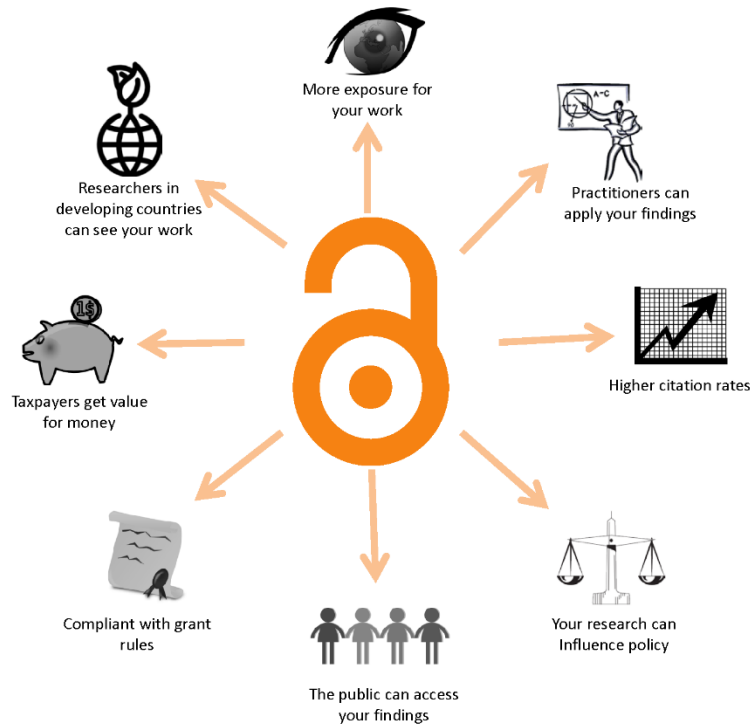 More exposure for
your work
Practitioners can
apply your findings
A-C
Higher citation rates
Your research can
Influence policy
The public can access
your findings
Compliant with grant
rules
Taxpayers get value
for money
1$
Researchers in
developing countries
can see your work